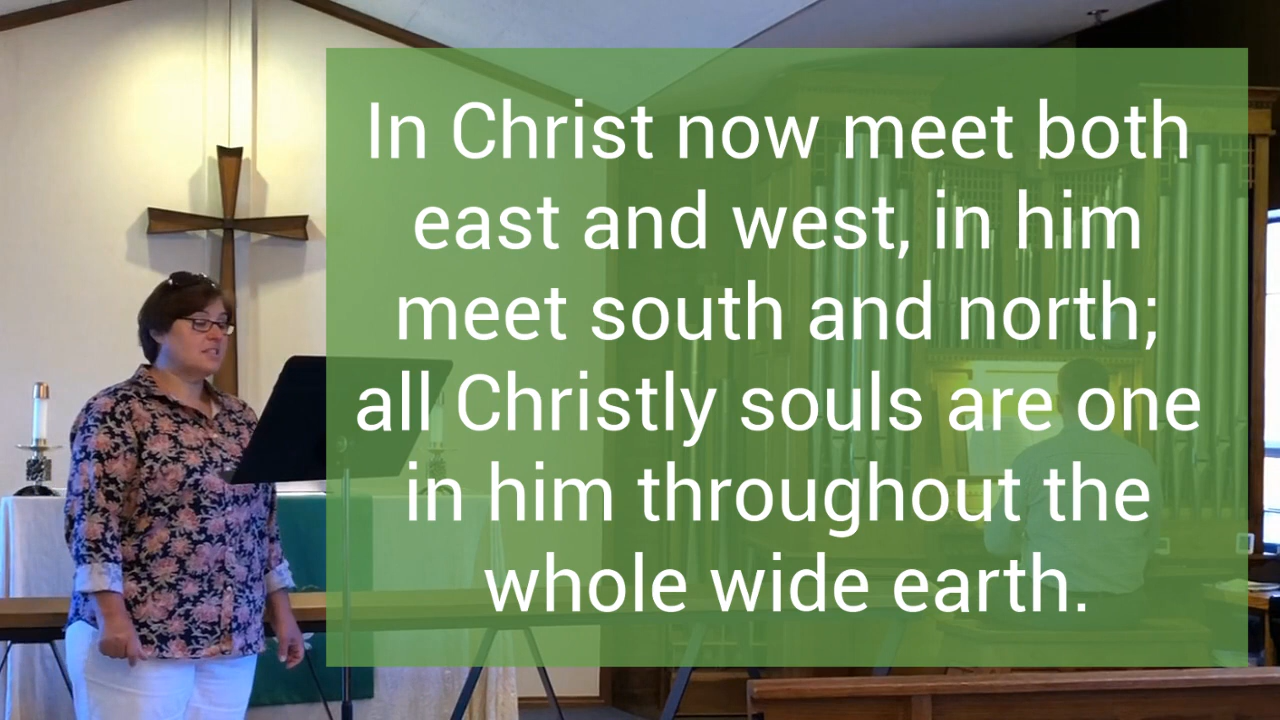 In Christ now meet both
east and west, in him
meet south and north;
all Christly souls are one
in him throughout the
whole wide earth.